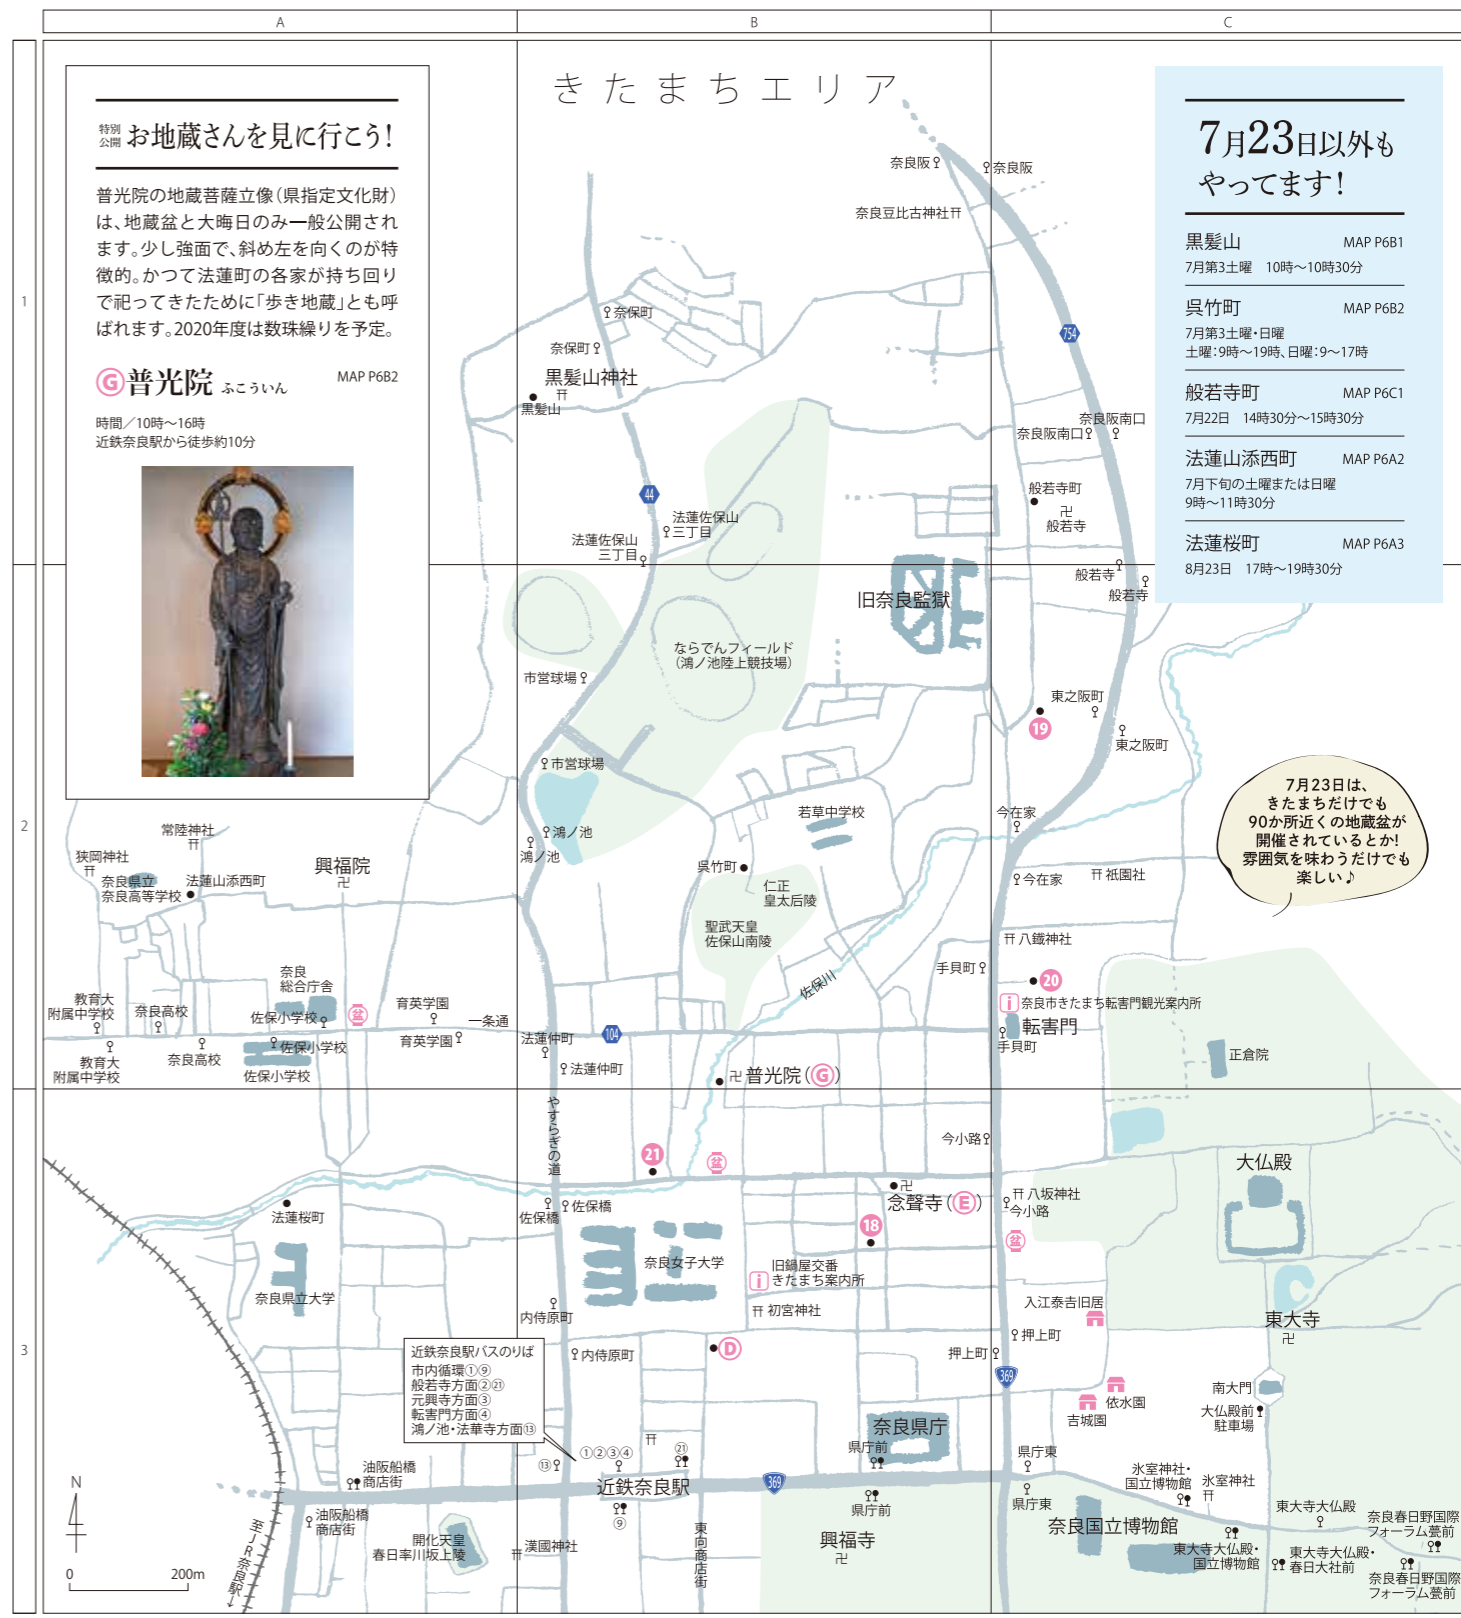 A
B
C
1
2
3
きたまちエリア
特別
公開
お地蔵さんを見に行こう!
普光院の地蔵菩薩立像(県指定文化財)
は、地蔵盆と大晦日のみ一般公開され
ます。少し強面で、斜め左を向くのが特
徴的。かつて法蓮町の各家が持ち回り
で祀ってきたために「歩き地蔵」とも呼
ばれます。2020年度は数珠繰りを予定。
G 普光院 ふこういん MAP P6B2
時間/10時〜16時
近鉄奈良駅から徒歩約10分
7月23日以外も
やってます!
黒髪山 MAP P6B1
7月第3土曜 10時〜10時30分
呉竹町 MAP P6B2
7月第3土曜・日曜
土曜:9時〜19時、日曜:9〜17時
般若寺町 MAP P6C1
7月22日 14時30分〜15時30分
法蓮山添西町 MAP P6A2
7月下旬の土曜または日曜
9時〜11時30分
法蓮桜町 MAP P6A3
8月23日 17時〜19時30分
奈良阪
奈良阪
奈良豆比古神社
754
奈保町
奈保町
黒髪山神社
黒髪山
奈良阪南口
奈良阪南口
44
般若寺町
卍
般若寺
法蓮佐保山
三丁目
法蓮佐保山
三丁目
般若寺
般若寺
旧奈良監獄
ならでんフィールド
(鴻ノ池陸上競技場)
市営球場
東之阪町
19
東之阪町
市営球場
7月23日は、
きたまちだけでも
90か所近くの地蔵盆が
開催されているとか!
雰囲気を味わうだけでも
楽しい♪
若草中学校
今在家
鴻ノ池
鴻ノ池
常陸神社
狭岡神社
奈良県立
奈良高等学校
法蓮山添西町
興福院
卍
呉竹町
仁正
皇太后陵
今在家
祇園社
聖武天皇
佐保山南陵
八鐵神社
手貝町
20
佐保川
i 奈良市きたまち転害門観光案内所
転害門
手貝町
奈良
総合庁舎
教育大
附属中学校
奈良高校
佐保小学校
盆
育英学園
一条通
育英学園
法蓮仲町
104
教育大
附属中学校
奈良高校
佐保小学校
佐保小学校
法蓮仲町
正倉院
卍 普光院(G)
やすらぎの道
今小路
21
盆
大仏殿
卍
念聲寺(E)
八坂神社
今小路
法蓮桜町
佐保橋
佐保橋
18
盆
奈良女子大学
旧鍋屋交番
i きたまち案内所
奈良県立大学
入江泰吉旧居
初宮神社
内侍原町
東大寺
卍
D
内侍原町
押上町
押上町
369
近鉄奈良駅バスのりば
市内循環①⑨
般若寺方面②㉑
元興寺方面③
転害門方面④
鴻ノ池・法華寺方面⑬
依水園
吉城園
南大門
大仏殿前
駐車場
奈良県庁
県庁前
①②③④
㉑
⑬
油阪船橋
商店街
近鉄奈良駅
369
県庁東
氷室神社・
国立博物館
氷室神社
N
⑨
県庁前
県庁東
奈良国立博物館
東大寺大仏殿
奈良春日野国際
フォーラム甍前
油阪船橋
商店街
開化天皇
春日率川坂上陵
漢國神社
東向商店街
興福寺
卍
東大寺大仏殿・
国立博物館
東大寺大仏殿・
春日大社前
奈良春日野国際
フォーラム甍前
至JR奈良駅→
0 200m